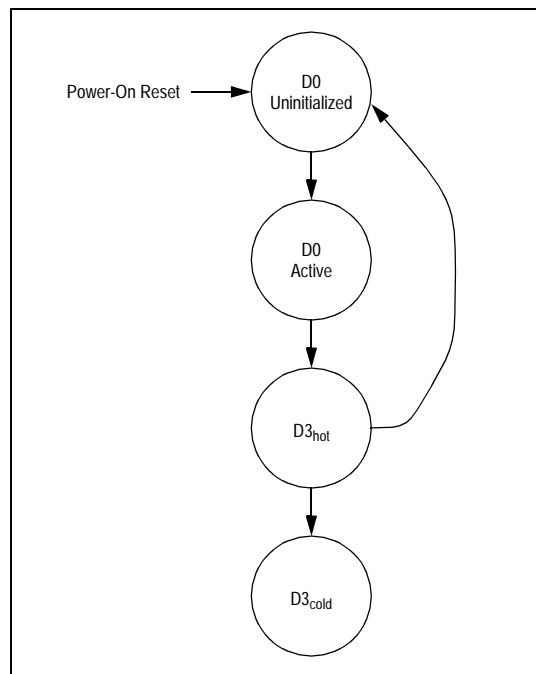 Power-On Reset
D0
Uninitialized
D0
Active
D3hot
D3cold